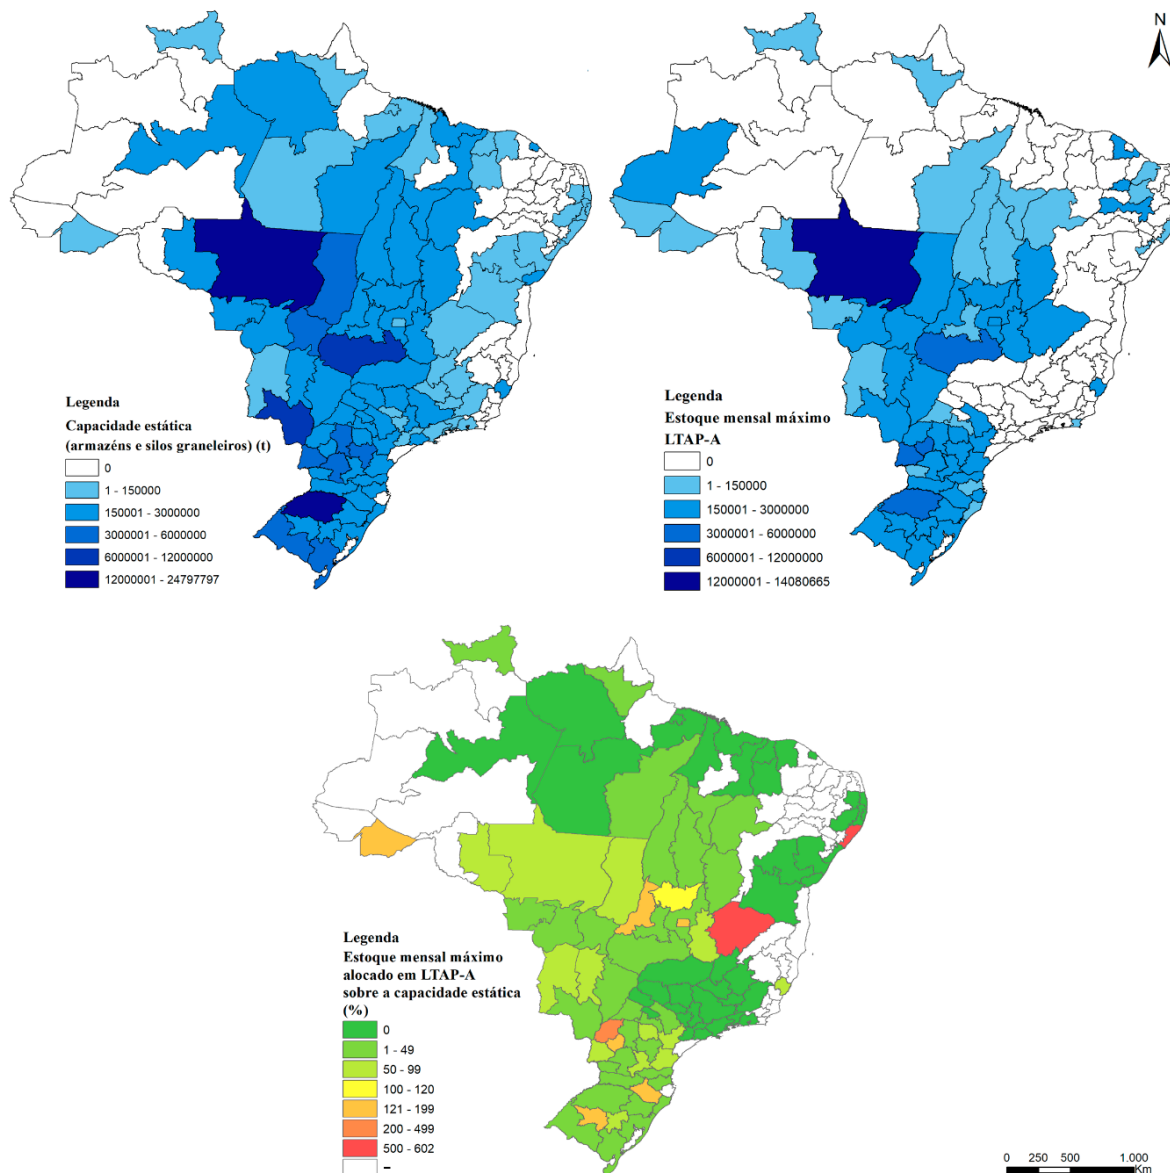 N
Legenda
Capacidade estática
(armazéns e silos graneleiros) (t)
0
1 - 150000
150001 - 3000000
3000001 - 6000000
6000001 - 12000000
12000001 - 24797797
Legenda
Estoque mensal máximo
LTAP-A
0
1 - 150000
150001 - 3000000
3000001 - 6000000
6000001 - 12000000
12000001 - 14080665
Legenda
Estoque mensal máximo
alocado em LTAP-A
sobre a capacidade estática
(%)
0
1 - 49
50 - 99
100 - 120
121 - 199
200 - 499
500 - 602
–
0 250 500 1.000
Km